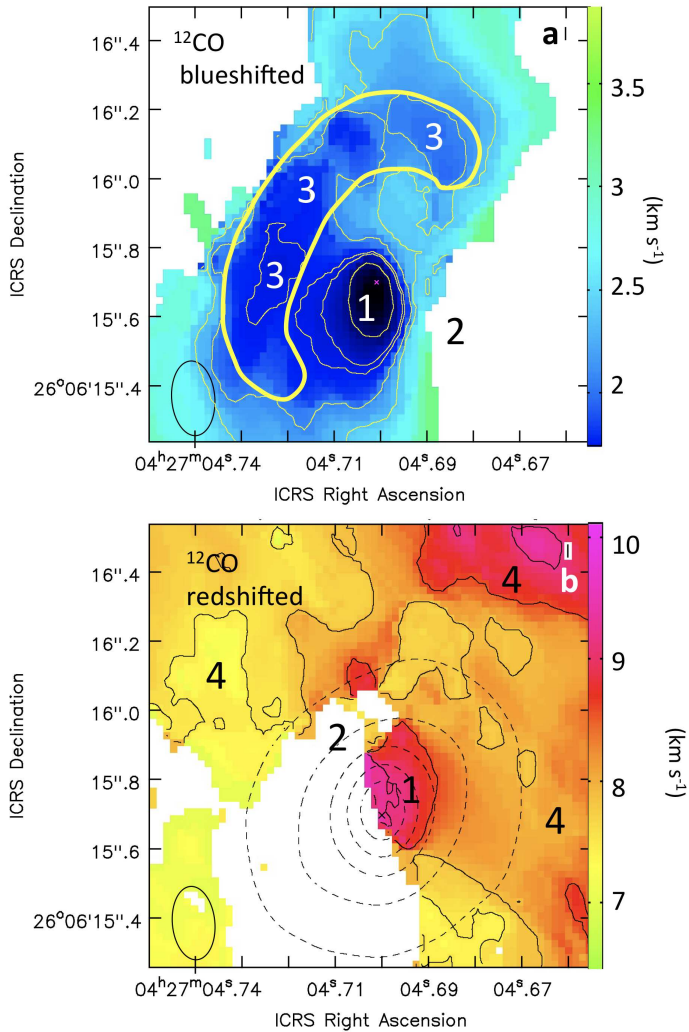 ¹²CO
blueshifted
a
16″.4
16″.2
16″.0
15″.8
15″.6
26°06′15″.4
3
3
3
1
2
04ʰ27ᵐ04ˢ.74
04ˢ.71
04ˢ.69
04ˢ.67
ICRS Right Ascension
ICRS Declination
3.5
3
2.5
2
(km s⁻¹)
¹²CO
redshifted
b
16″.4
16″.2
16″.0
15″.8
15″.6
26°06′15″.4
4
4
2
1
4
04ʰ27ᵐ04ˢ.74
04ˢ.71
04ˢ.69
04ˢ.67
ICRS Right Ascension
ICRS Declination
10
9
8
7
(km s⁻¹)